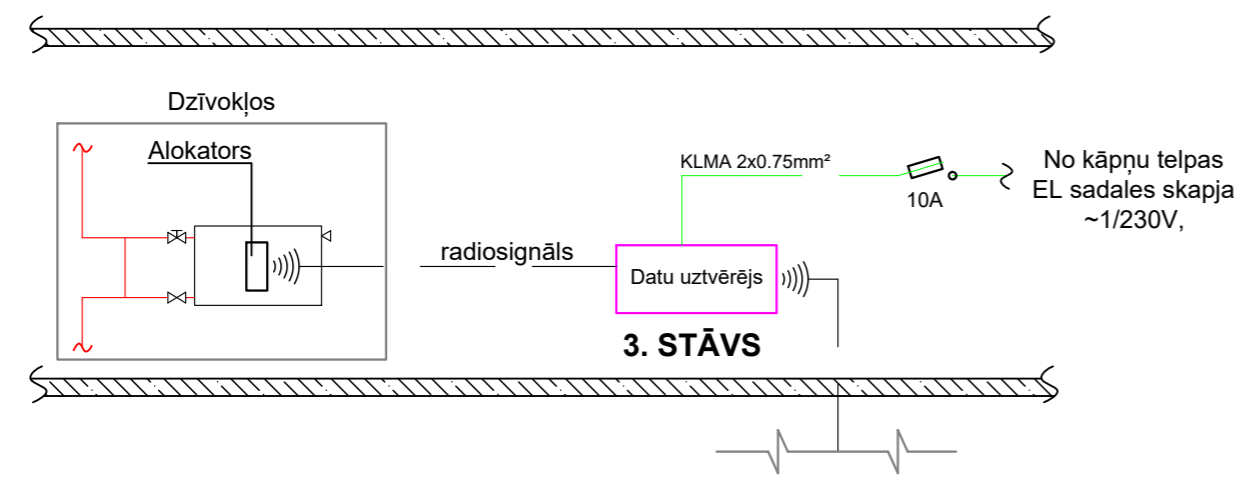 Dzīvokļos
Alokators
radiosignāls
KLMA 2x0.75mm²
10A
No kāpņu telpas
EL sadales skapja
~1/230V,
Datu uztvērējs
3. STĀVS